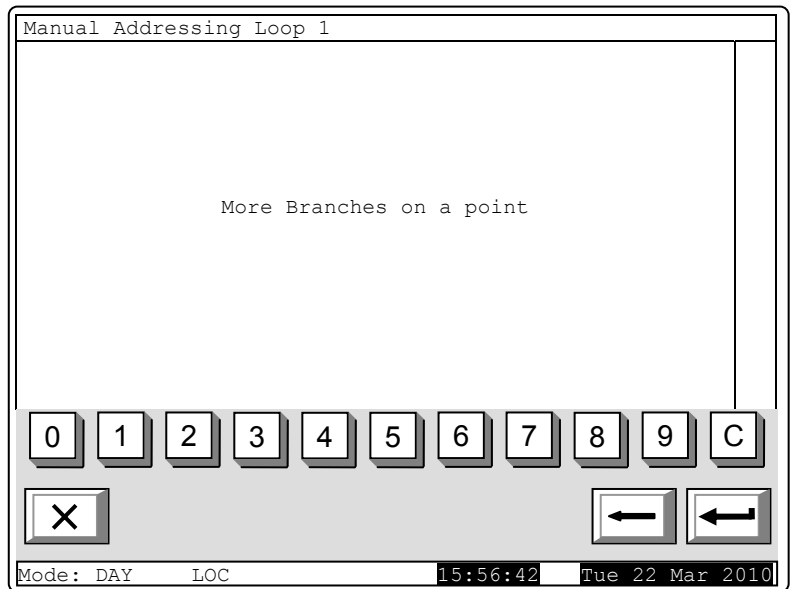 Manual Addressing Loop 1
More Branches on a point
0 1 2 3 4 5 6 7 8 9 C
Mode: DAY LOC 15:56:42 Tue 22 Mar 2010